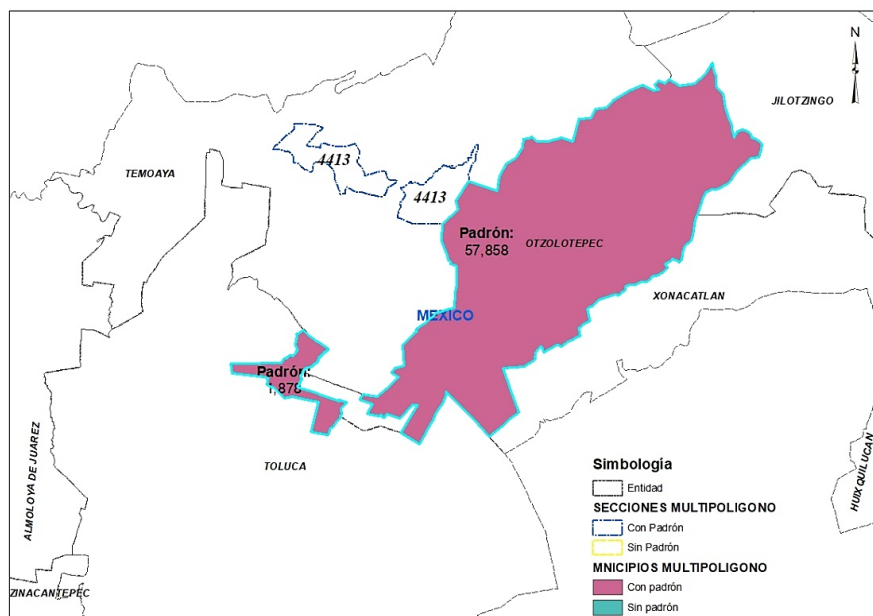 N
JILOTZINGO
4413
TEMOAYA
4413
Padrón:
57,858
OTZOLOTEPEC
XONACATLAN
MEXICO
Padrón:
TOLUCA
ALMOLOYA DE JUAREZ
HUIXQUILUCAN
ZINACANTEPEC
Simbología
Entidad
SECCIONES MULTIPOLIGONO
Con Padrón
Sin Padrón
MNICIPIOS MULTIPOLIGONO
Con padrón
Sin padrón